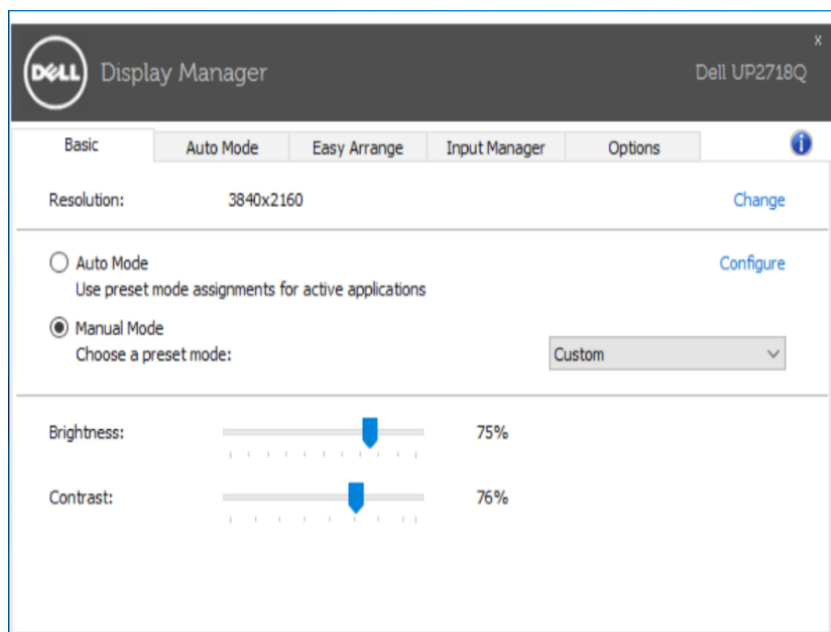 DELL Display Manager Dell UP2718Q
x
Basic Auto Mode Easy Arrange Input Manager Options i
Resolution: 3840x2160 Change
Auto Mode Configure
Use preset mode assignments for active applications
Manual Mode
Choose a preset mode: Custom
Brightness: 75%
Contrast: 76%